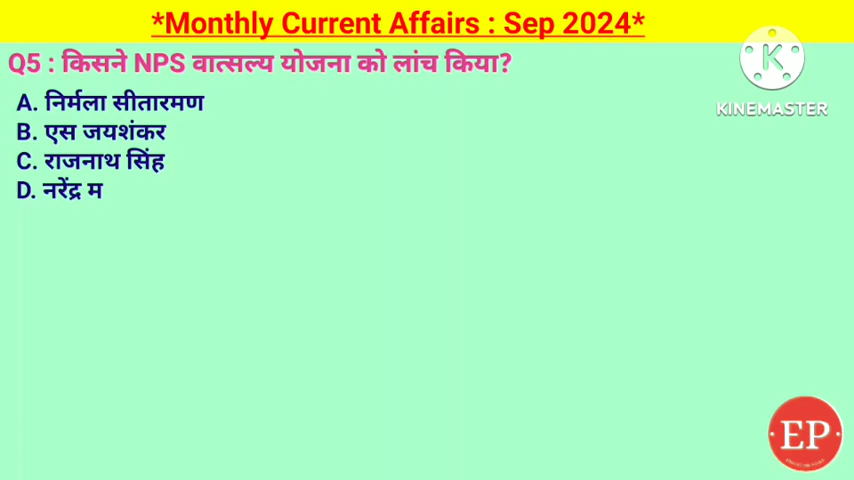 *Monthly Current Affairs : Sep 2024*
Q5 : किसने NPS वात्सल्य योजना को लांच किया?
A. निर्मला सीतारमण
B. एस जयशंकर
C. राजनाथ सिंह
D. नरेंद्र म
K
KINEMASTER
EP